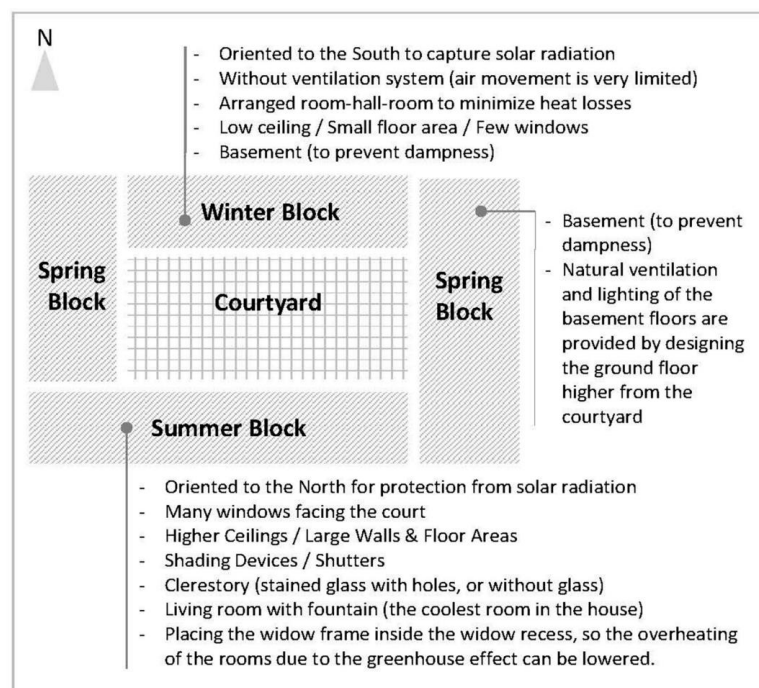 N
- Oriented to the South to capture solar radiation
- Without ventilation system (air movement is very limited)
- Arranged room-hall-room to minimize heat losses
- Low ceiling / Small floor area / Few windows
- Basement (to prevent dampness)
Winter Block
Spring
Block
Courtyard
Spring
Block
- Basement (to prevent
dampness)
- Natural ventilation
and lighting of the
basement floors are
provided by designing
the ground floor
higher from the
courtyard
Summer Block
- Oriented to the North for protection from solar radiation
- Many windows facing the court
- Higher Ceilings / Large Walls & Floor Areas
- Shading Devices / Shutters
- Clerestory (stained glass with holes, or without glass)
- Living room with fountain (the coolest room in the house)
- Placing the widow frame inside the widow recess, so the overheating
of the rooms due to the greenhouse effect can be lowered.